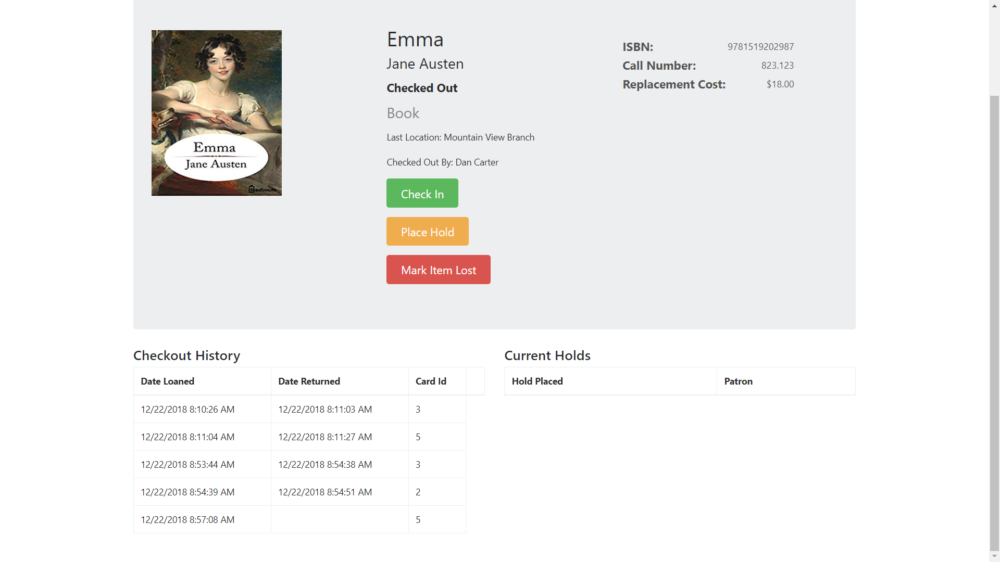 Emma
Jane Austen
feedbooks
Emma
Jane Austen
Checked Out
Book
Last Location: Mountain View Branch
Checked Out By: Dan Carter
Check In
Place Hold
Mark Item Lost
ISBN: 9781519202987
Call Number: 823.123
Replacement Cost: $18.00
Checkout History
Date Loaned Date Returned Card Id
12/22/2018 8:10:26 AM 12/22/2018 8:11:03 AM 3
12/22/2018 8:11:04 AM 12/22/2018 8:11:27 AM 5
12/22/2018 8:53:44 AM 12/22/2018 8:54:38 AM 3
12/22/2018 8:54:39 AM 12/22/2018 8:54:51 AM 2
12/22/2018 8:57:08 AM 5
Current Holds
Hold Placed Patron